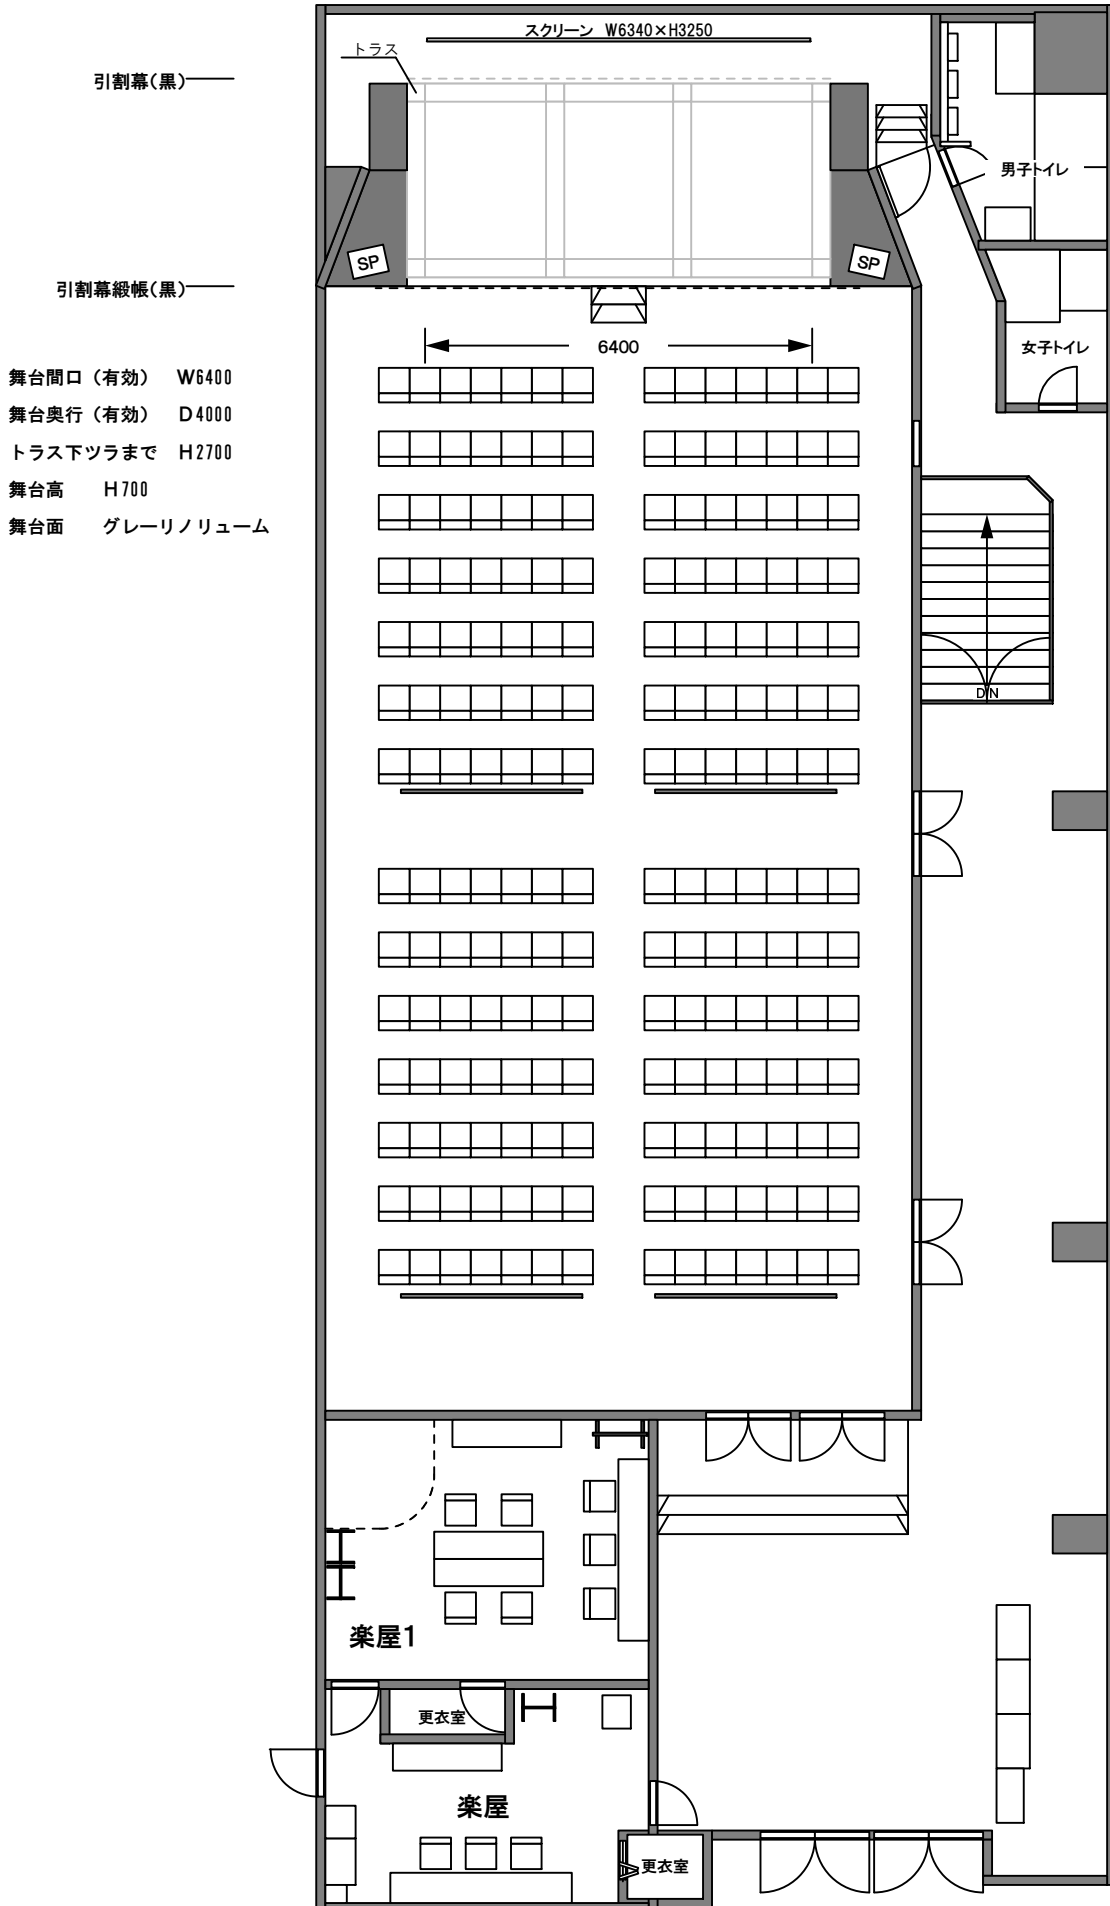 スクリーン W6340×H3250
トラス
引割幕(黒)
男子トイレ
SP
SP
引割幕緞帳(黒)
6400
女子トイレ
舞台間口（有効） W6400
舞台奥行（有効） D4000
トラス下ツラまで H2700
舞台高 H700
舞台面 グレーリノリューム
DN
楽屋1
更衣室
楽屋
更衣室